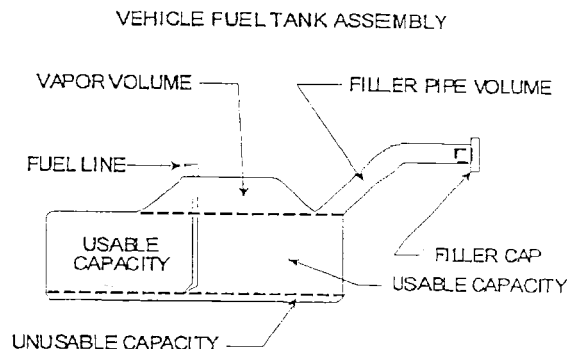 VEHICLE FUEL TANK ASSEMBLY
VAPOR VOLUME
FILLER PIPE VOLUME
FUEL LINE
USABLE
CAPACITY
FILLER CAP
USABLE CAPACITY
UNUSABLE CAPACITY